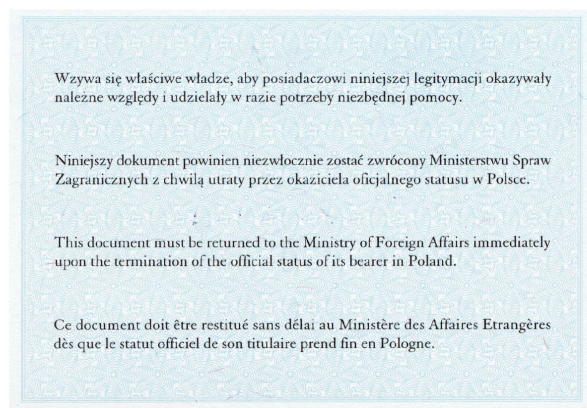 Wzywa się właściwe władze, aby posiadaczowi niniejszej legitymacji okazywały
należne względy i udzielały w razie potrzeby niezbędnej pomocy.
Niniejszy dokument powinien niezwłocznie zostać zwrócony Ministerstwu Spraw
Zagranicznych z chwilą utraty przez okaziciela oficjalnego statusu w Polsce.
This document must be returned to the Ministry of Foreign Affairs immediately
upon the termination of the official status of its bearer in Poland.
Ce document doit être restitué sans délai au Ministère des Affaires Etrangères
dès que le statut officiel de son titulaire prend fin en Pologne.